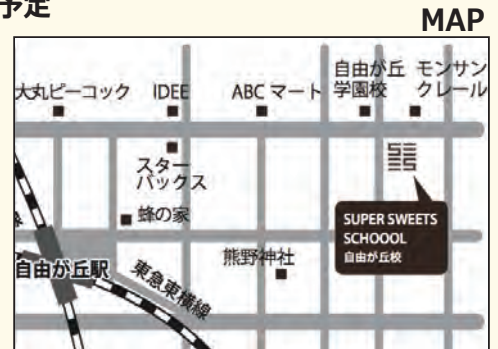 予定
MAP
大丸ピーコック
IDEE
ABC マート
自由が丘
学園校
モンサン
クレール
スター
バックス
蜂の家
SUPER SWEETS
SCHOOOL
自由が丘校
熊野神社
自由が丘駅
東急東横線
線